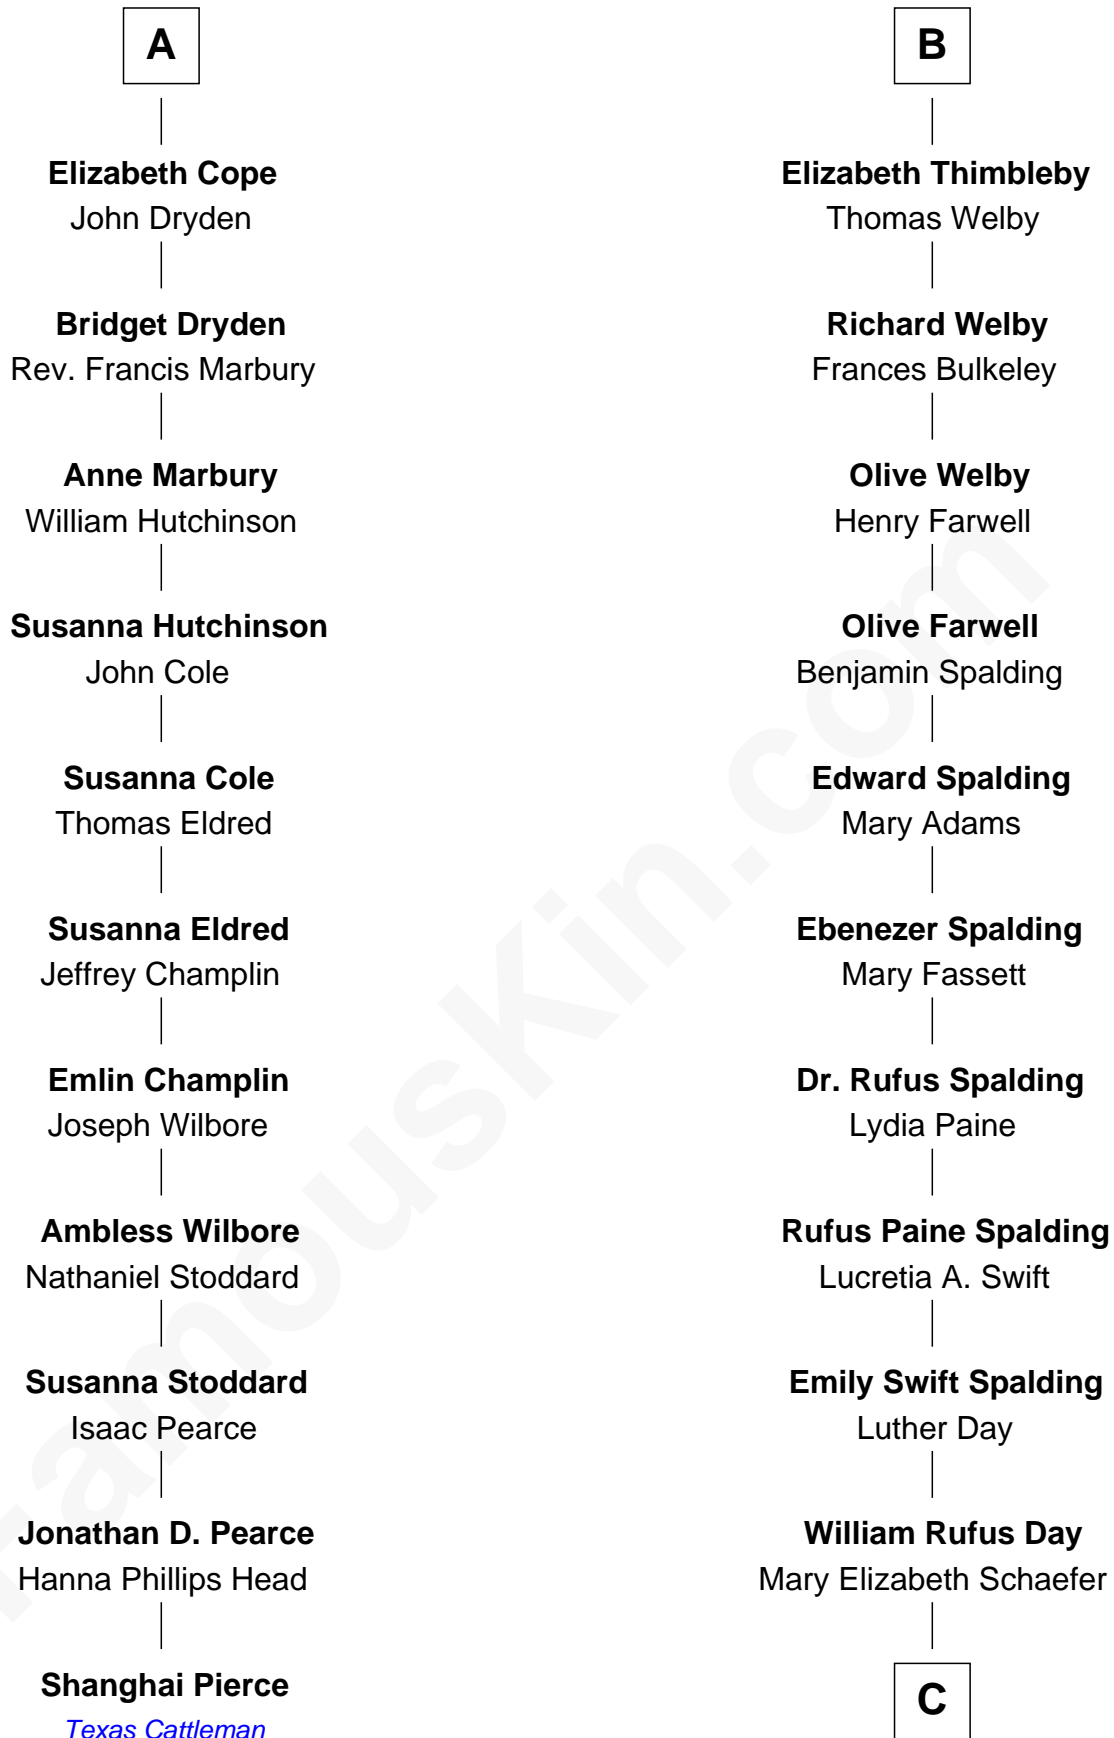 A
Elizabeth Cope
John Dryden
Bridget Dryden
Rev. Francis Marbury
Anne Marbury
William Hutchinson
Susanna Hutchinson
John Cole
Susanna Cole
Thomas Eldred
Susanna Eldred
Jeffrey Champlin
Emlin Champlin
Joseph Wilbore
Ambless Wilbore
Nathaniel Stoddard
Susanna Stoddard
Isaac Pearce
Jonathan D. Pearce
Hanna Phillips Head
Shanghai Pierce
Texas Cattleman
B
Elizabeth Thimbleby
Thomas Welby
Richard Welby
Frances Bulkeley
Olive Welby
Henry Farwell
Olive Farwell
Benjamin Spalding
Edward Spalding
Mary Adams
Ebenezer Spalding
Mary Fassett
Dr. Rufus Spalding
Lydia Paine
Rufus Paine Spalding
Lucretia A. Swift
Emily Swift Spalding
Luther Day
William Rufus Day
Mary Elizabeth Schaefer
C
FamousKin.com